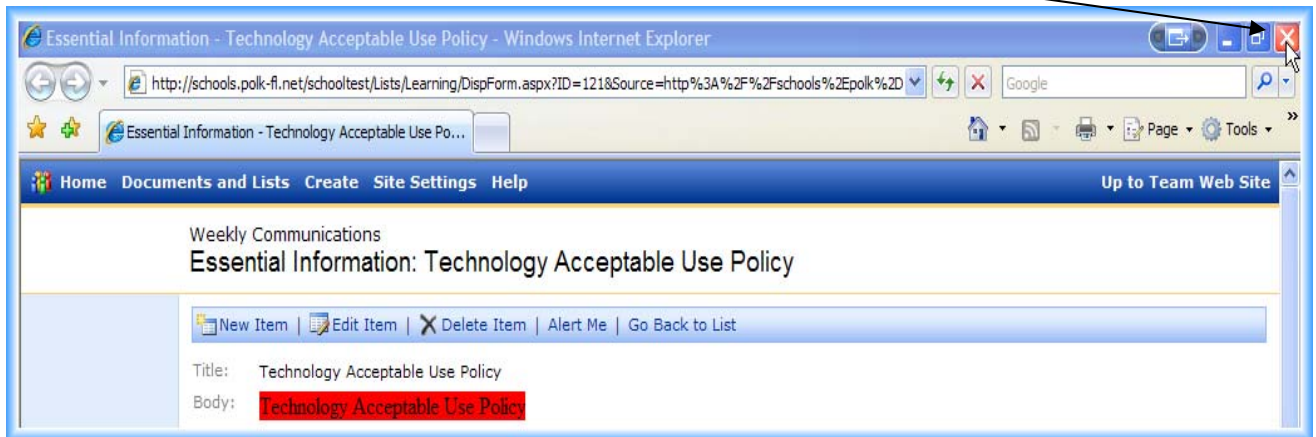 Essential Information - Technology Acceptable Use Policy - Windows Internet Explorer
http://schools.polk-fl.net/schooltest/Lists/Learning/DispForm.aspx?ID=121&Source=http%3A%2F%2Fschools%2Epolk%2D
Google
Essential Information - Technology Acceptable Use Po...
Page Tools »
Home Documents and Lists Create Site Settings Help Up to Team Web Site
Weekly Communications
Essential Information: Technology Acceptable Use Policy
New Item | Edit Item | Delete Item | Alert Me | Go Back to List
Title: Technology Acceptable Use Policy
Body: Technology Acceptable Use Policy